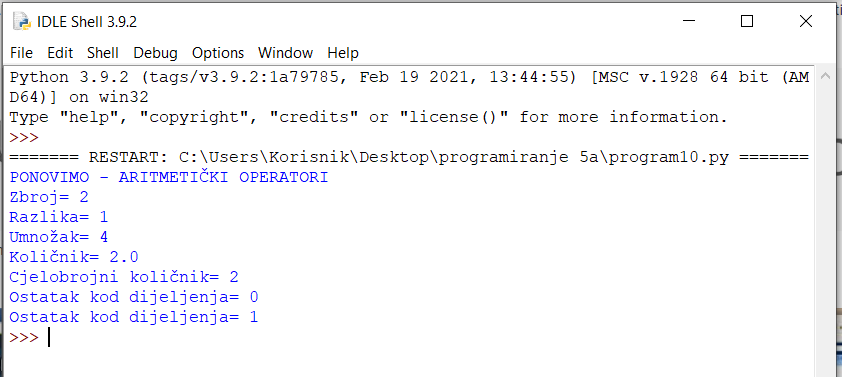 IDLE Shell 3.9.2
File Edit Shell Debug Options Window Help
Python 3.9.2 (tags/v3.9.2:1a79785, Feb 19 2021, 13:44:55) [MSC v.1928 64 bit (AM
D64)] on win32
Type "help", "copyright", "credits" or "license()" for more information.
>>>
======= RESTART: C:\Users\Korisnik\Desktop\programiranje 5a\program10.py =======
PONOVIMO - ARITMETIČKI OPERATORI
Zbroj= 2
Razlika= 1
Umnožak= 4
Količnik= 2.0
Cjelobrojni količnik= 2
Ostatak kod dijeljenja= 0
Ostatak kod dijeljenja= 1
>>>